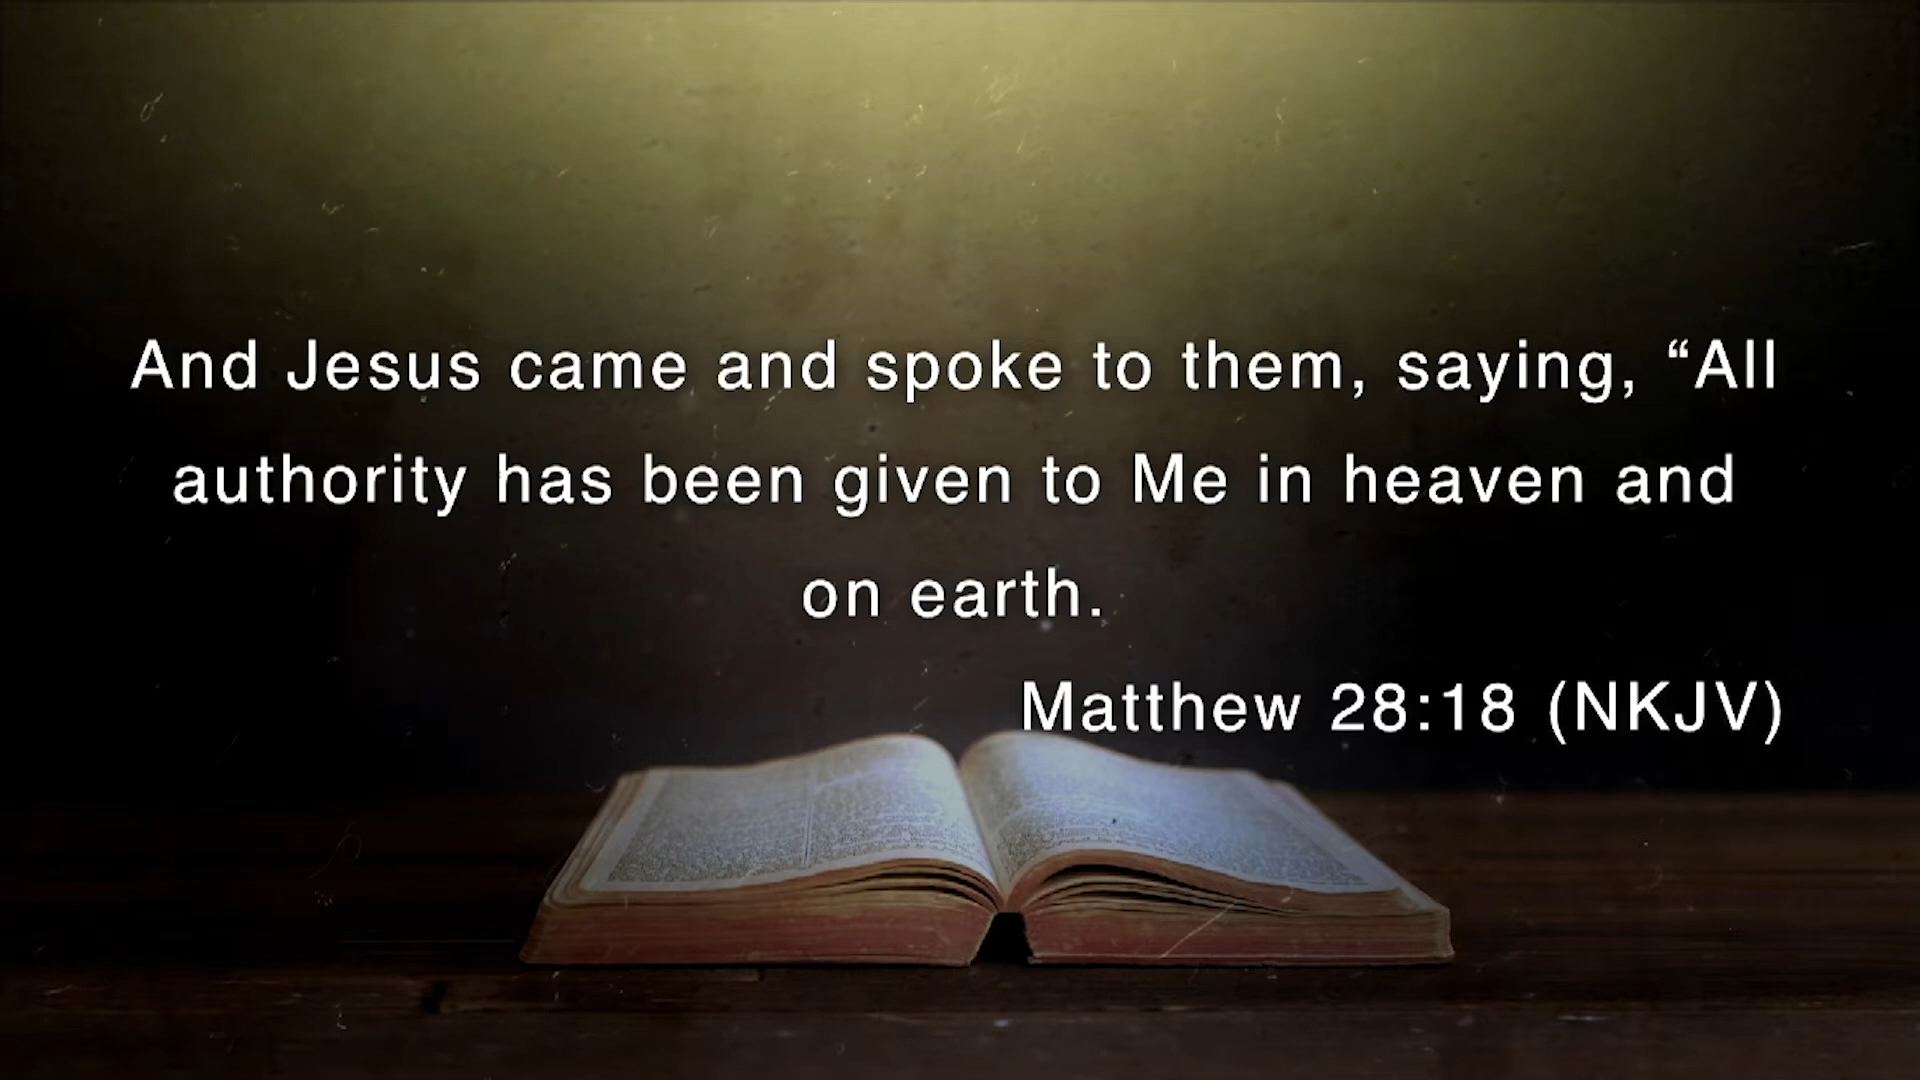 And Jesus came and spoke to them, saying, “All
authority has been given to Me in heaven and
on earth.
Matthew 28:18 (NKJV)